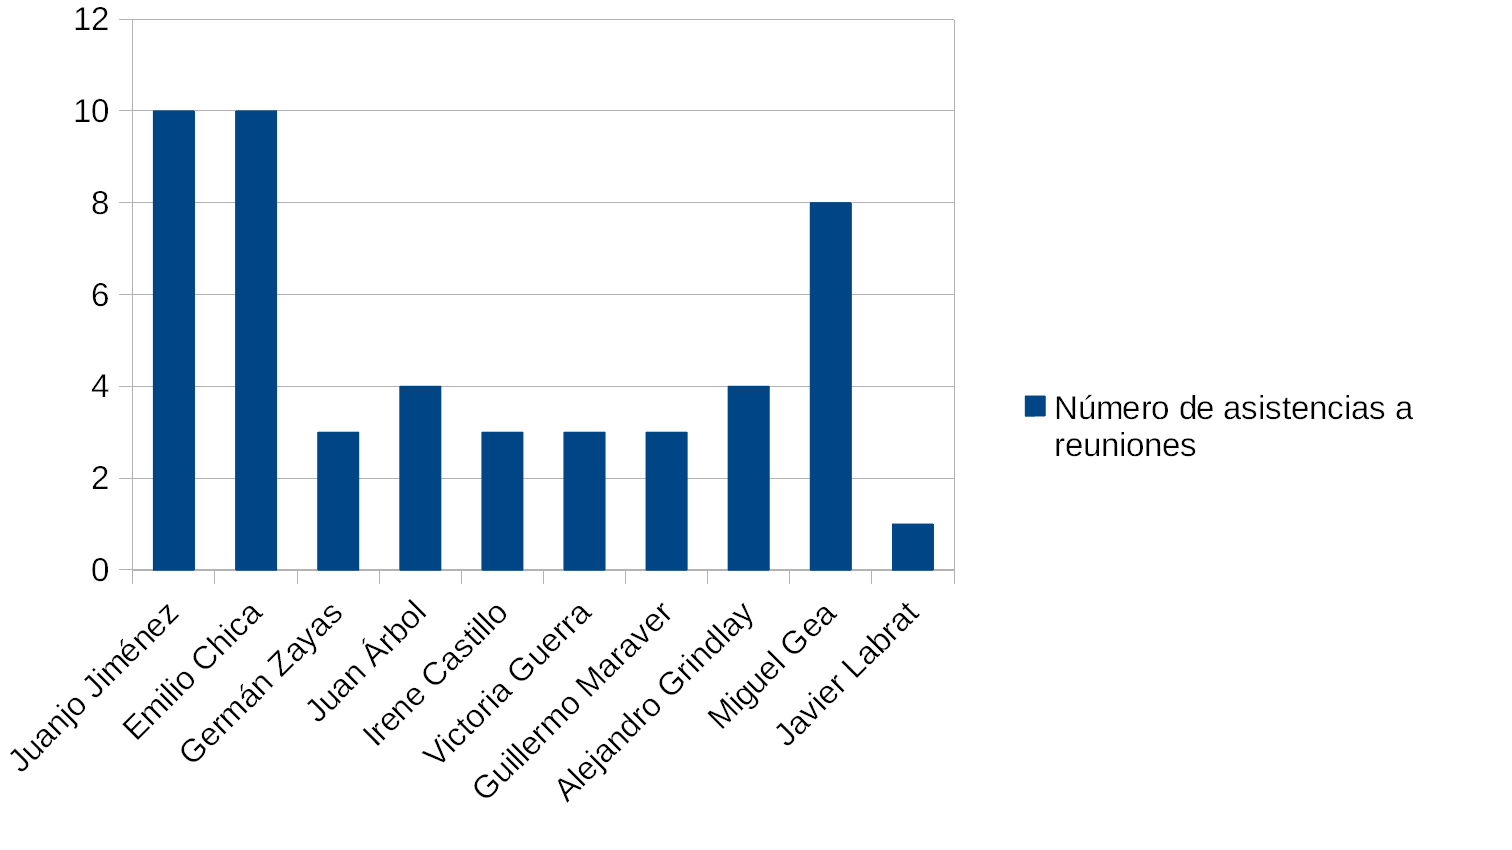 12
10
8
6
4
2
0
Juanjo Jiménez
Emilio Chica
Germán Zayas
Juan Árbol
Irene Castillo
Victoria Guerra
Guillermo Maraver
Alejandro Grindlay
Miguel Gea
Javier Labrat
Número de asistencias a
reuniones